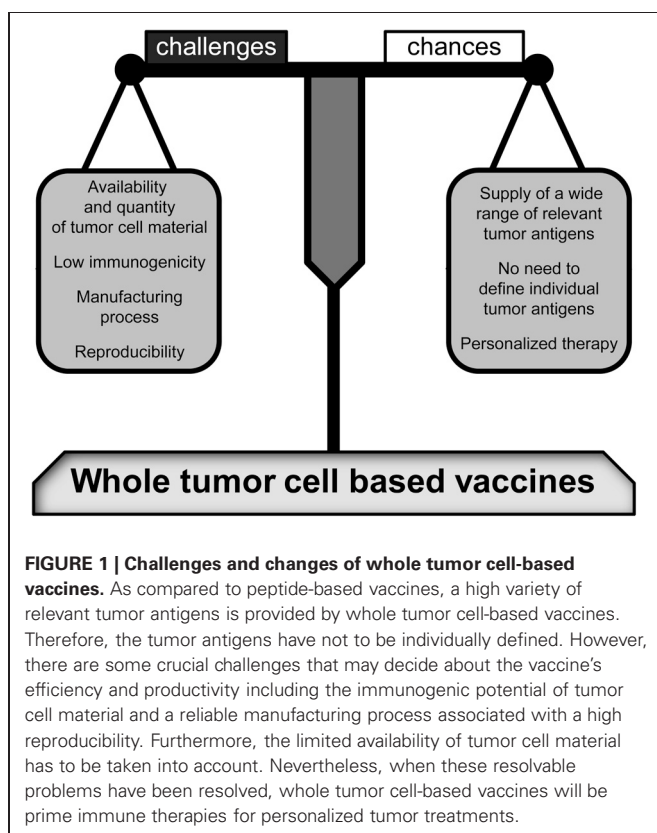 challenges
chances
Availability
and quantity
of tumor cell material
Low immunogenicity
Manufacturing
process
Reproducibility
Supply of a wide
range of relevant
tumor antigens
No need to
define individual
tumor antigens
Personalized therapy
Whole tumor cell based vaccines
FIGURE 1 | Challenges and changes of whole tumor cell-based
vaccines. As compared to peptide-based vaccines, a high variety of
relevant tumor antigens is provided by whole tumor cell-based vaccines.
Therefore, the tumor antigens have not to be individually defined. However,
there are some crucial challenges that may decide about the vaccine's
efficiency and productivity including the immunogenic potential of tumor
cell material and a reliable manufacturing process associated with a high
reproducibility. Furthermore, the limited availability of tumor cell material
has to be taken into account. Nevertheless, when these resolvable
problems have been resolved, whole tumor cell-based vaccines will be
prime immune therapies for personalized tumor treatments.